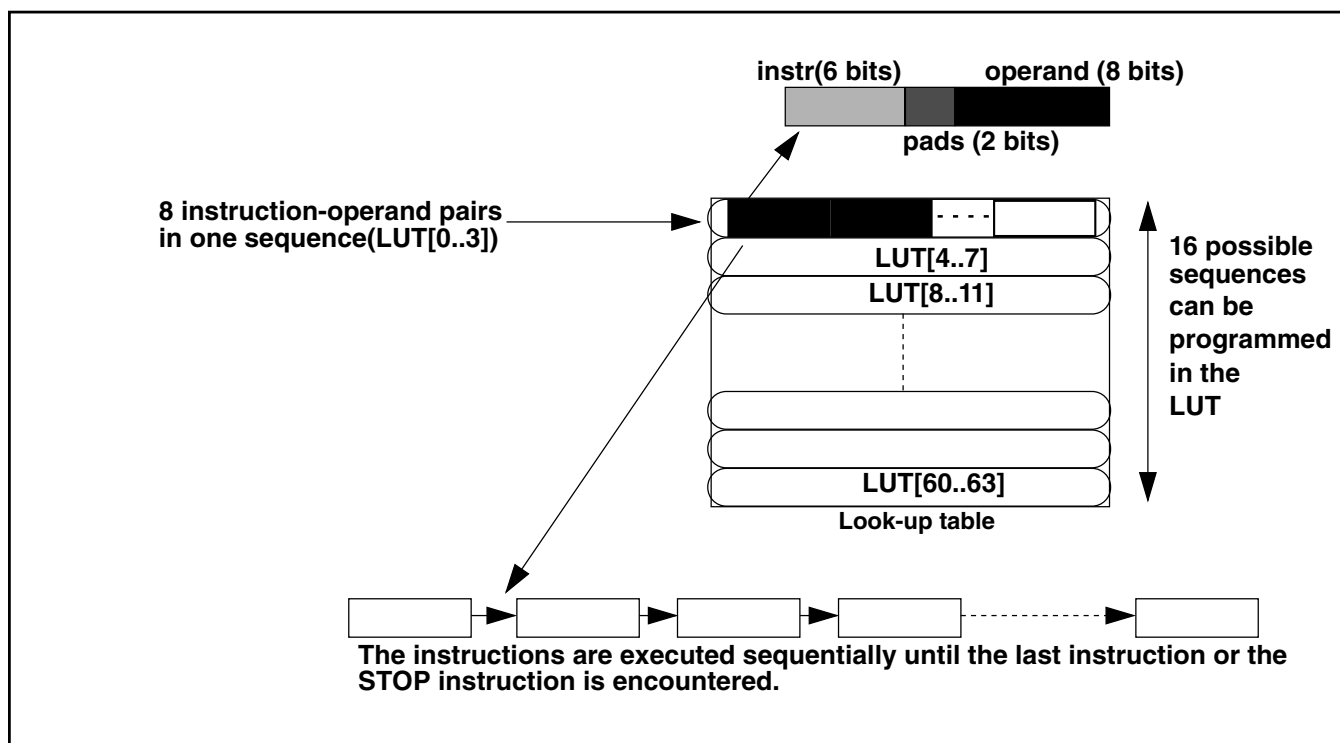 instr(6 bits)
operand (8 bits)
pads (2 bits)
8 instruction-operand pairs
in one sequence(LUT[0..3])
LUT[4..7]
LUT[8..11]
LUT[60..63]
Look-up table
16 possible
sequences
can be
programmed
in the
LUT
The instructions are executed sequentially until the last instruction or the
STOP instruction is encountered.